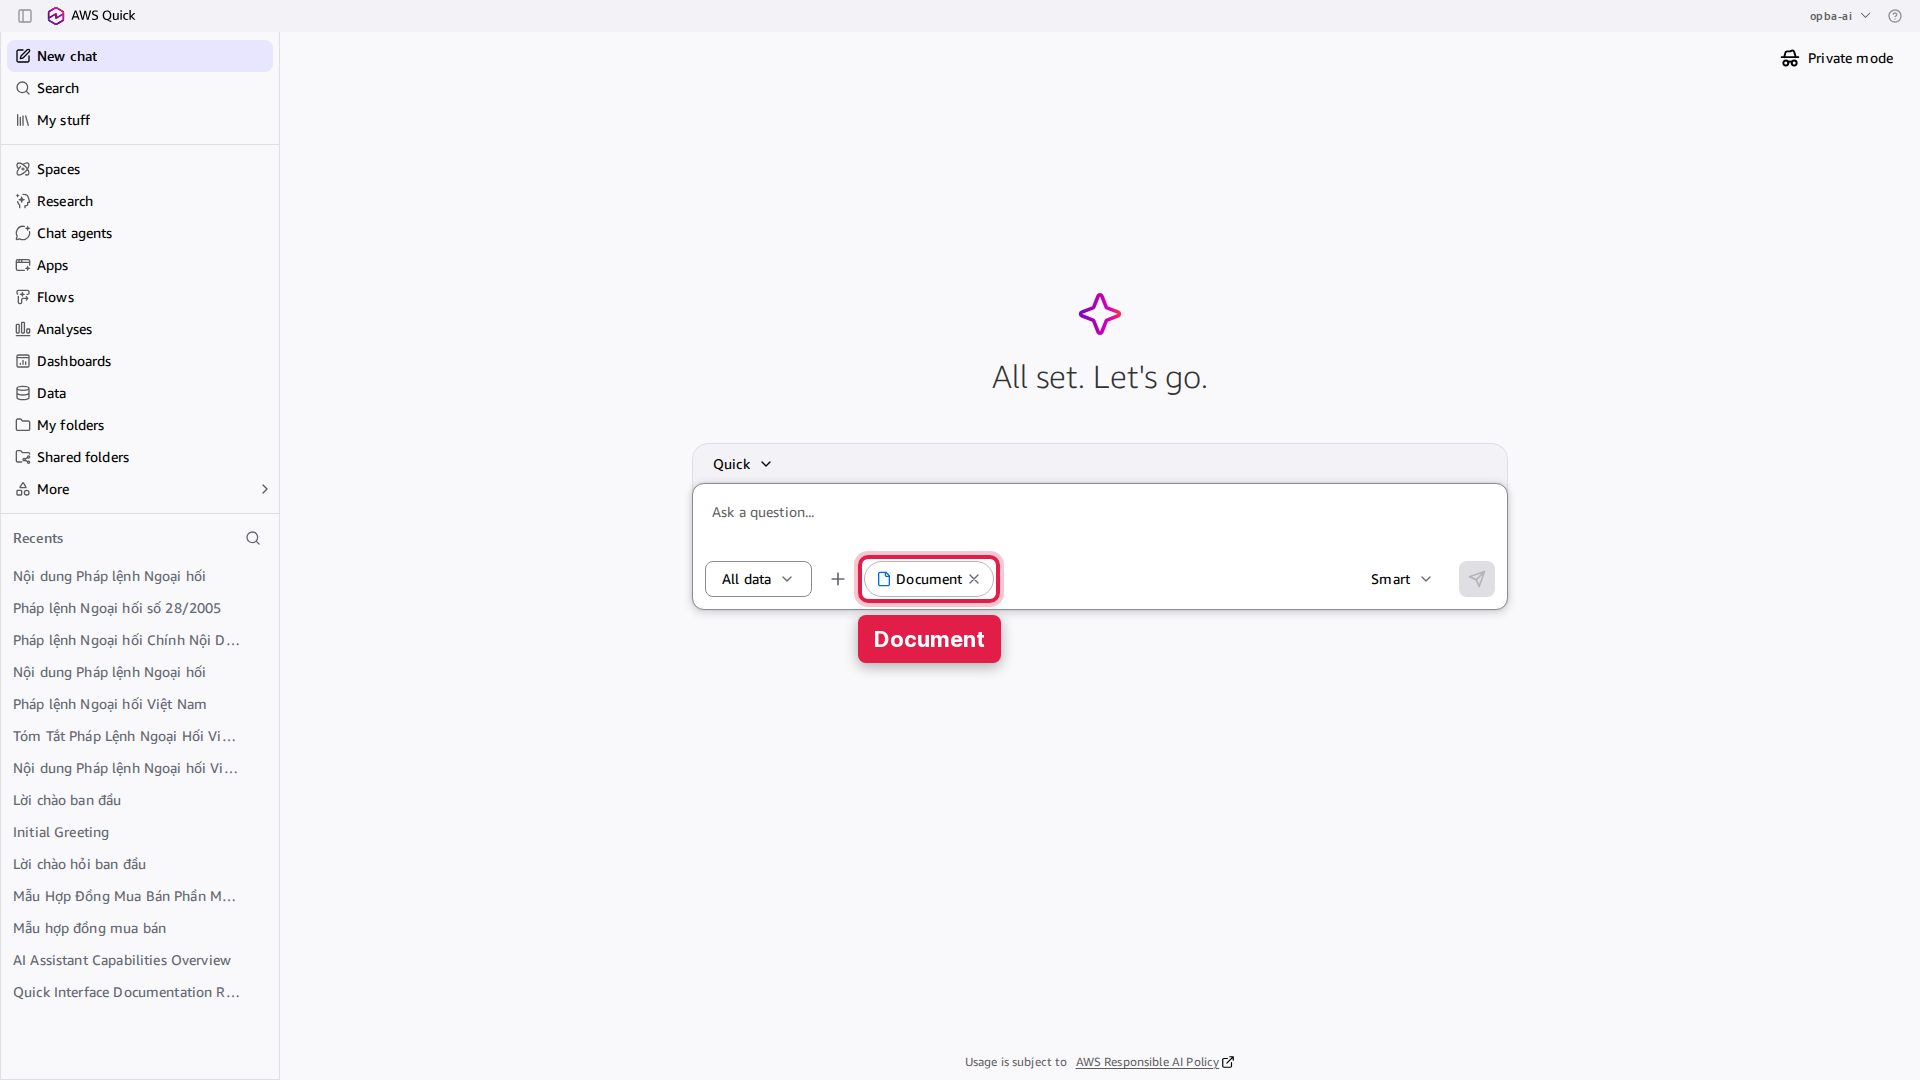 AWS Quick
opba-ai
New chat
Search
My stuff
Spaces
Research
Chat agents
Apps
Flows
Analyses
Dashboards
Data
My folders
Shared folders
More
Recents
Nội dung Pháp lệnh Ngoại hối
Pháp lệnh Ngoại hối số 28/2005
Pháp lệnh Ngoại hối Chính Nội D...
Nội dung Pháp lệnh Ngoại hối
Pháp lệnh Ngoại hối Việt Nam
Tóm Tắt Pháp Lệnh Ngoại Hối Vi...
Nội dung Pháp lệnh Ngoại hối Vi...
Lời chào ban đầu
Initial Greeting
Lời chào hỏi ban đầu
Mẫu Hợp Đồng Mua Bán Phần M...
Mẫu hợp đồng mua bán
AI Assistant Capabilities Overview
Quick Interface Documentation R...
Private mode
All set. Let's go.
Quick
Ask a question...
All data
Document
Smart
Document
Usage is subject to AWS Responsible AI Policy